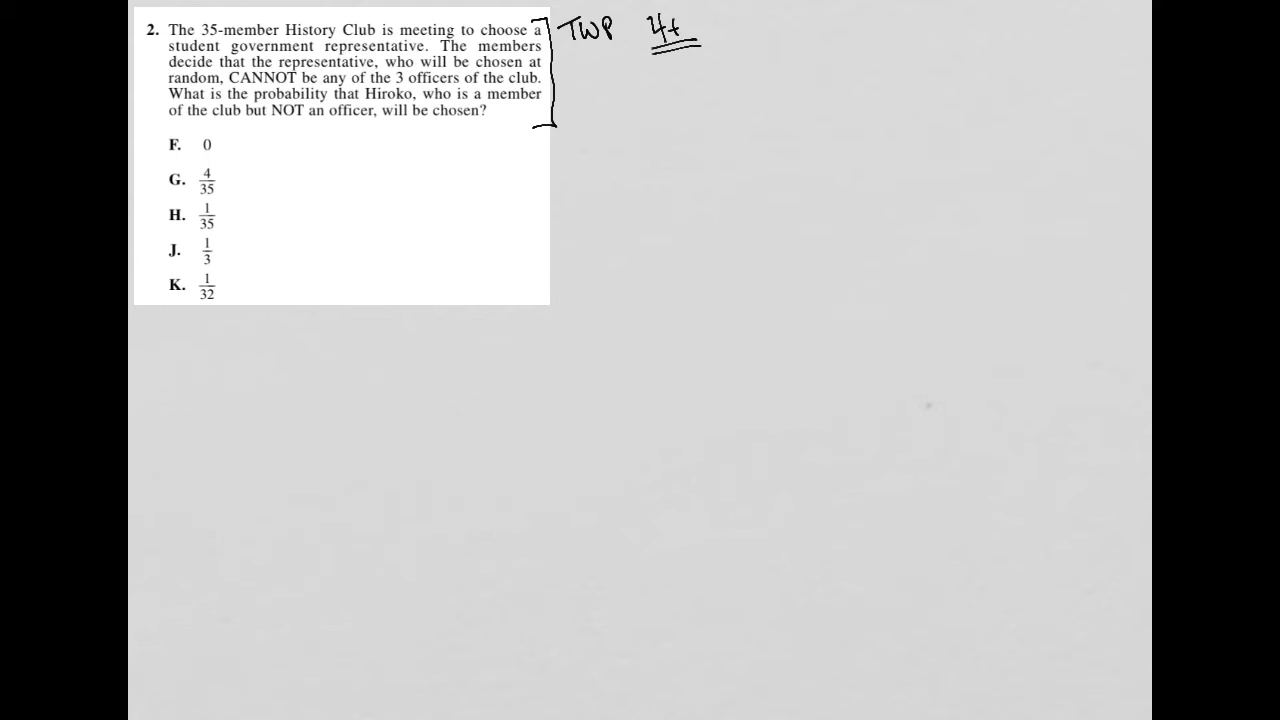 2. The 35-member History Club is meeting to choose a
student government representative. The members
decide that the representative, who will be chosen at
random, CANNOT be any of the 3 officers of the club.
What is the probability that Hiroko, who is a member
of the club but NOT an officer, will be chosen?
TWP 4+
F. 0
G. 4/35
H. 1/35
J. 1/3
K. 1/32